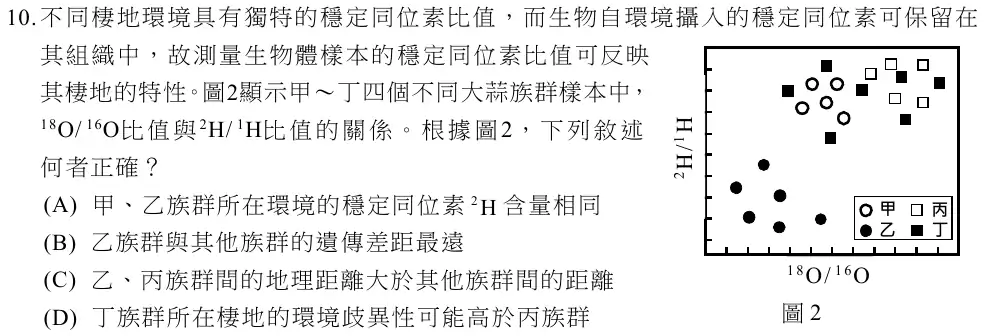 10.不同棲地環境具有獨特的穩定同位素比值，而生物自環境攝入的穩定同位素可保留在
其組織中，故測量生物體樣本的穩定同位素比值可反映
其棲地的特性。圖2顯示甲～丁四個不同大蒜族群樣本中，
¹⁸O/¹⁶O比值與²H/¹H比值的關係。根據圖2，下列敘述
何者正確？
(A) 甲、乙族群所在環境的穩定同位素 ²H 含量相同
(B) 乙族群與其他族群的遺傳差距最遠
(C) 乙、丙族群間的地理距離大於其他族群間的距離
(D) 丁族群所在棲地的環境歧異性可能高於丙族群
²H/¹H
甲 丙
乙 丁
¹⁸O/¹⁶O
圖 2